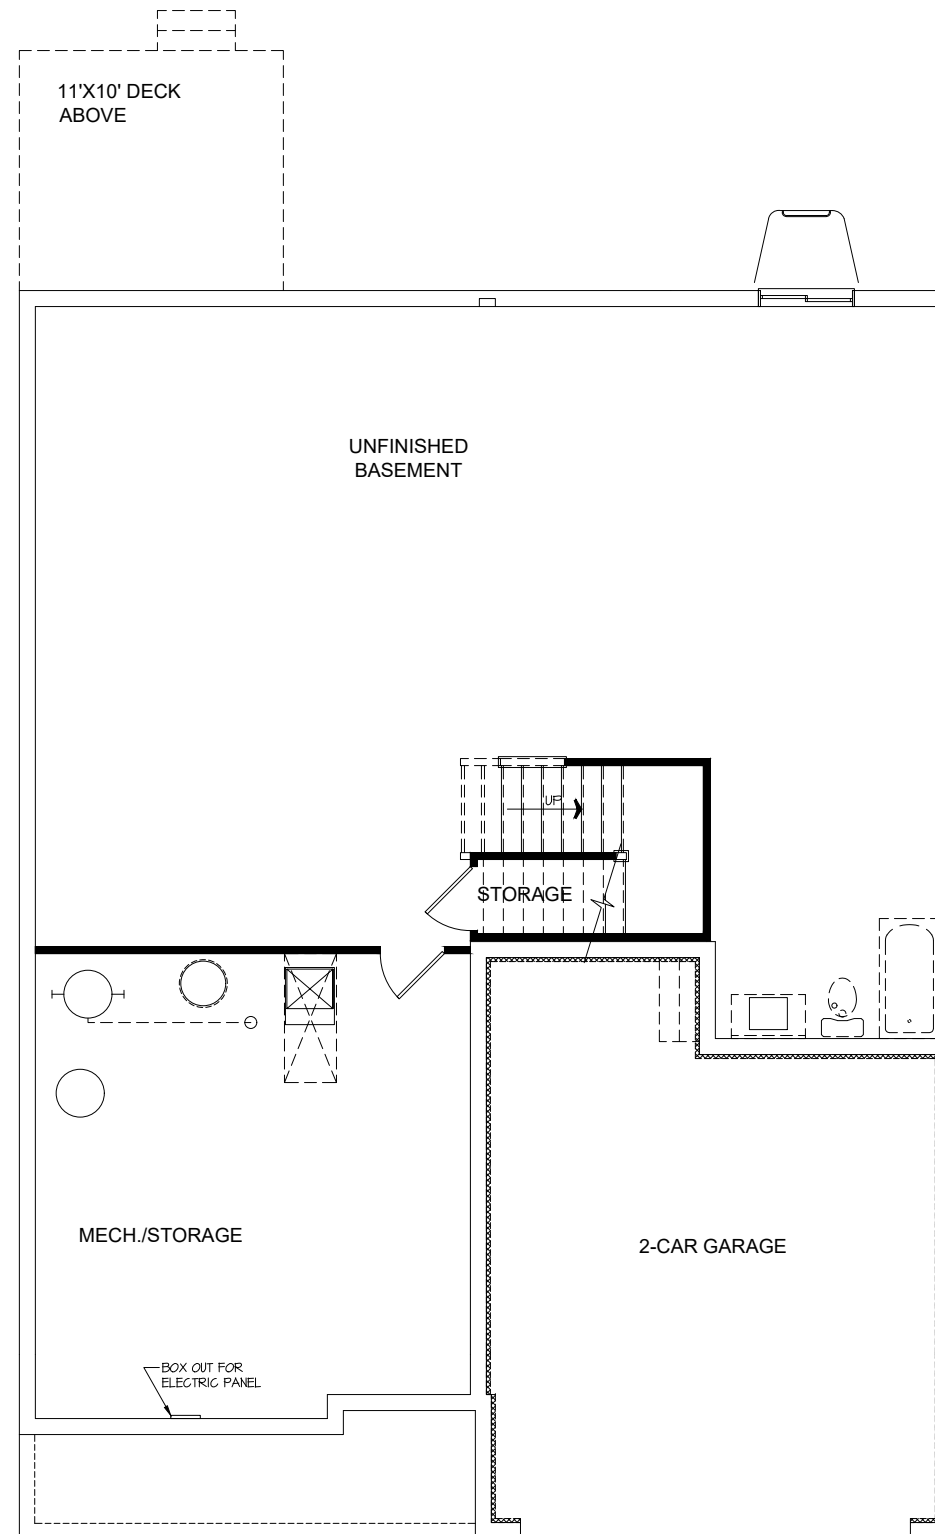 11'X10' DECK
ABOVE
UNFINISHED
BASEMENT
UP
STORAGE
MECH./STORAGE
2-CAR GARAGE
BOX OUT FOR
ELECTRIC PANEL